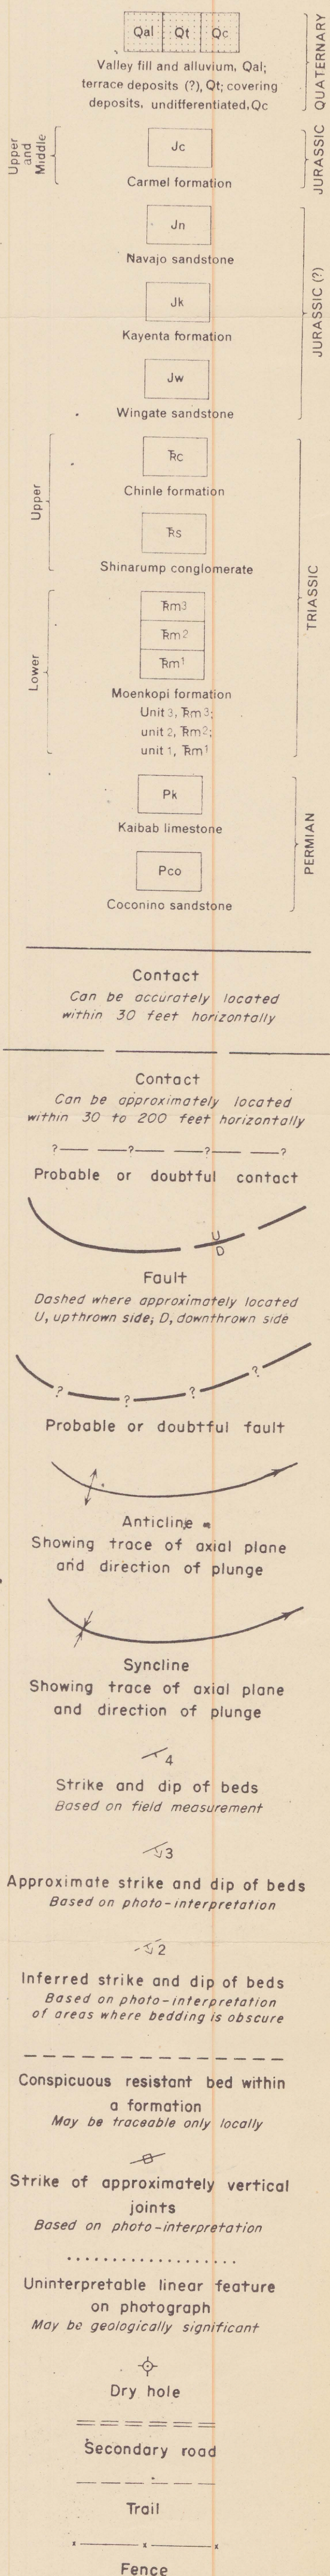 Qal Qt Qc
Valley fill and alluvium, Qal;
terrace deposits (?), Qt; covering
deposits, undifferentiated, Qc
QUATERNARY
Upper
and
Middle
Jc
Carmel formation
JURASSIC
Jn
Navajo sandstone
Jk
Kayenta formation
Jw
Wingate sandstone
JURASSIC (?)
Upper
Ʀc
Chinle formation
Ʀs
Shinarump conglomerate
Lower
Ʀm3
Ʀm2
Ʀm1
Moenkopi formation
Unit 3, Ʀm3;
unit 2, Ʀm2;
unit 1, Ʀm1
TRIASSIC
Pk
Kaibab limestone
Pco
Coconino sandstone
PERMIAN
Contact
Can be accurately located
within 30 feet horizontally
Contact
Can be approximately located
within 30 to 200 feet horizontally
? ? ? ?
Probable or doubtful contact
U
D
Fault
Dashed where approximately located
U, upthrown side; D, downthrown side
? ? ? ?
Probable or doubtful fault
Anticline
Showing trace of axial plane
and direction of plunge
Syncline
Showing trace of axial plane
and direction of plunge
4
Strike and dip of beds
Based on field measurement
3
Approximate strike and dip of beds
Based on photo-interpretation
2
Inferred strike and dip of beds
Based on photo-interpretation
of areas where bedding is obscure
Conspicuous resistant bed within
a formation
May be traceable only locally
Strike of approximately vertical
joints
Based on photo-interpretation
Uninterpretable linear feature
on photograph
May be geologically significant
Dry hole
Secondary road
Trail
x x x
Fence